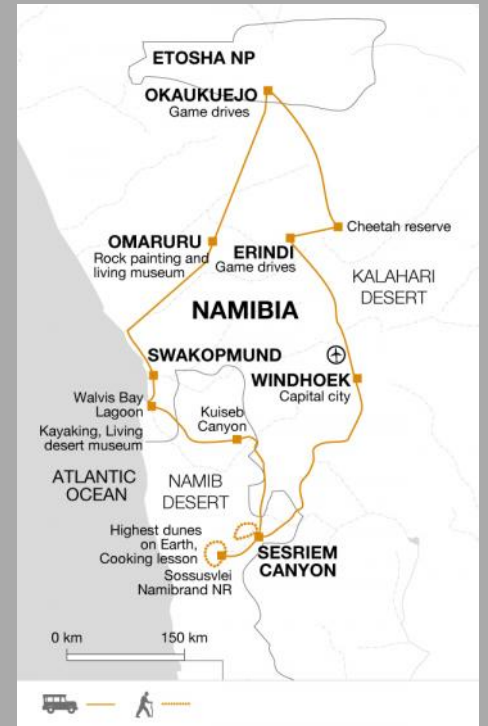 ETOSHA NP
OKAUKUEJO
Game drives
OMARURU
Rock painting and
living museum
ERINDI
Game drives
Cheetah reserve
KALAHARI
DESERT
NAMIBIA
SWAKOPMUND
WINDHOEK
Capital city
Walvis Bay
Lagoon
Kayaking, Living
desert museum
Kuiseb
Canyon
ATLANTIC
OCEAN
NAMIB
DESERT
Highest dunes
on Earth,
Cooking lesson
SESRIEM
CANYON
Sossusvlei
Namibrand NR
0 km
150 km